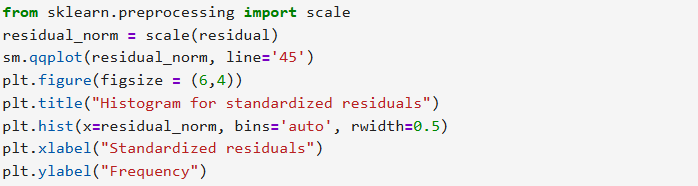 from sklearn.preprocessing import scale
residual_norm = scale(residual)
sm.qqplot(residual_norm, line='45')
plt.figure(figsize = (6,4))
plt.title("Histogram for standardized residuals")
plt.hist(x=residual_norm, bins='auto', rwidth=0.5)
plt.xlabel("Standardized residuals")
plt.ylabel("Frequency")